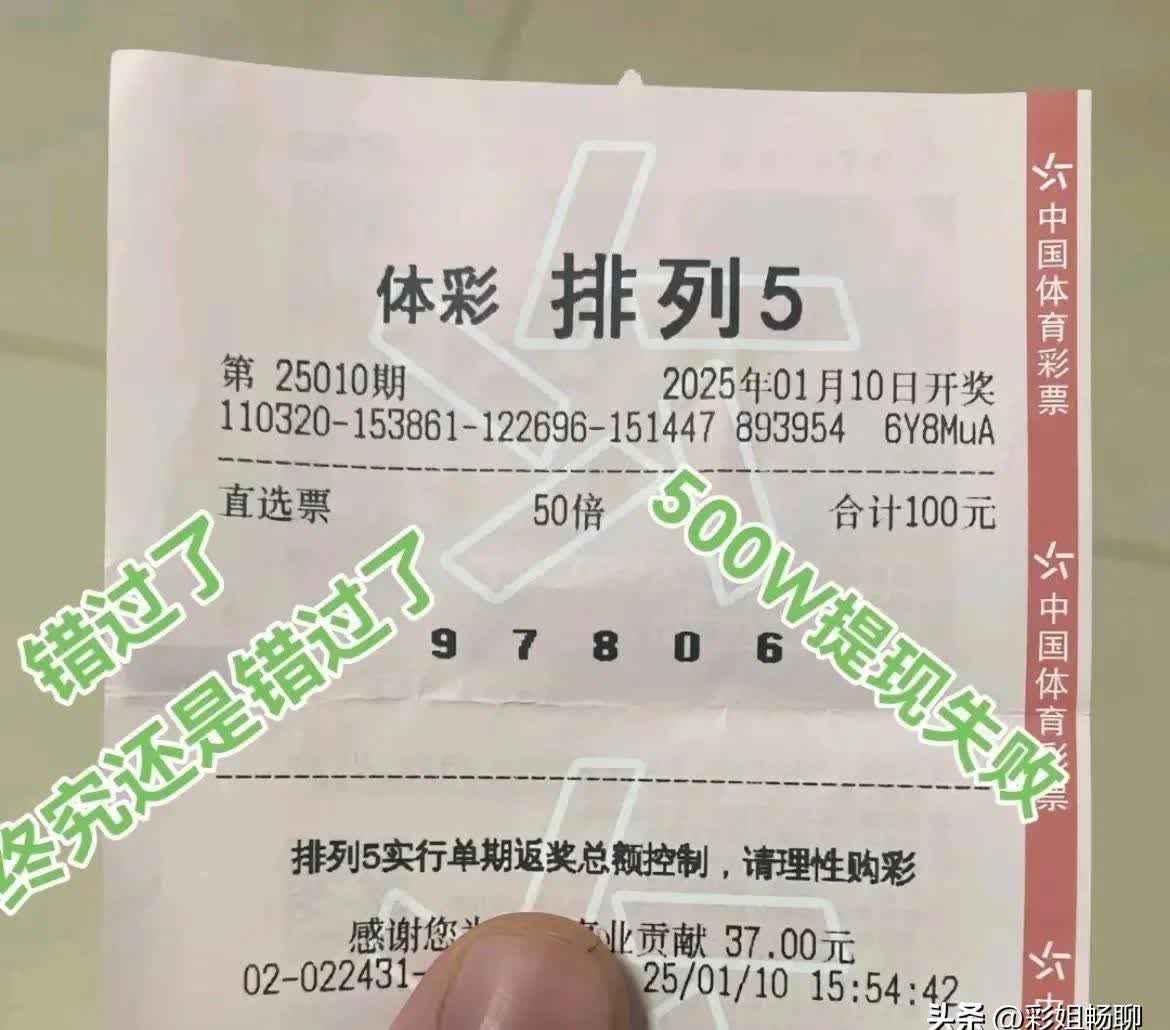 体彩 排列5
第 25010期 2025年01月10日开奖
110320-153861-122696-151447 893954 6Y8MuA
直选票 50倍 合计100元
错过了
终究还是错过了
500W提现失败
9 7 8 0 6
排列5实行单期返奖总额控制，请理性购彩
感谢您为 业贡献 37.00元
02-022431- 25/01/10 15:54:42
中国体育彩票
中国体育彩票
中
头条 @彩妲畅聊